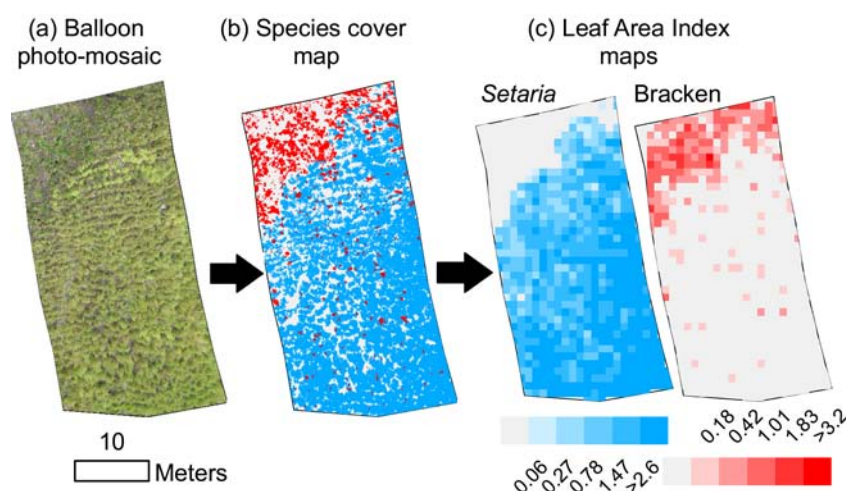 (a) Balloon
photo-mosaic
(b) Species cover
map
(c) Leaf Area Index
maps
Setaria
Bracken
10
Meters
0.06
0.27
0.78
1.47
>2.6
0.18
0.42
1.01
1.83
>3.2